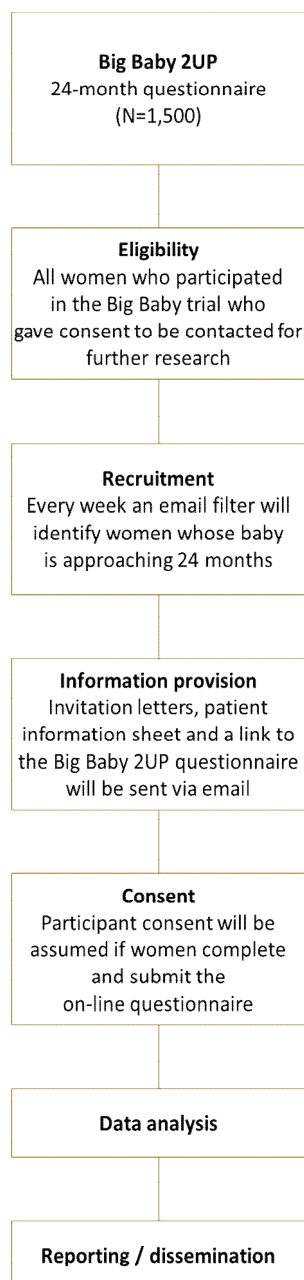 Big Baby 2UP
24-month questionnaire
(N=1,500)
Eligibility
All women who participated
in the Big Baby trial who
gave consent to be contacted for
further research
Recruitment
Every week an email filter will
identify women whose baby
is approaching 24 months
Information provision
Invitation letters, patient
information sheet and a link to
the Big Baby 2UP questionnaire
will be sent via email
Consent
Participant consent will be
assumed if women complete
and submit the
on-line questionnaire
Data analysis
Reporting / dissemination